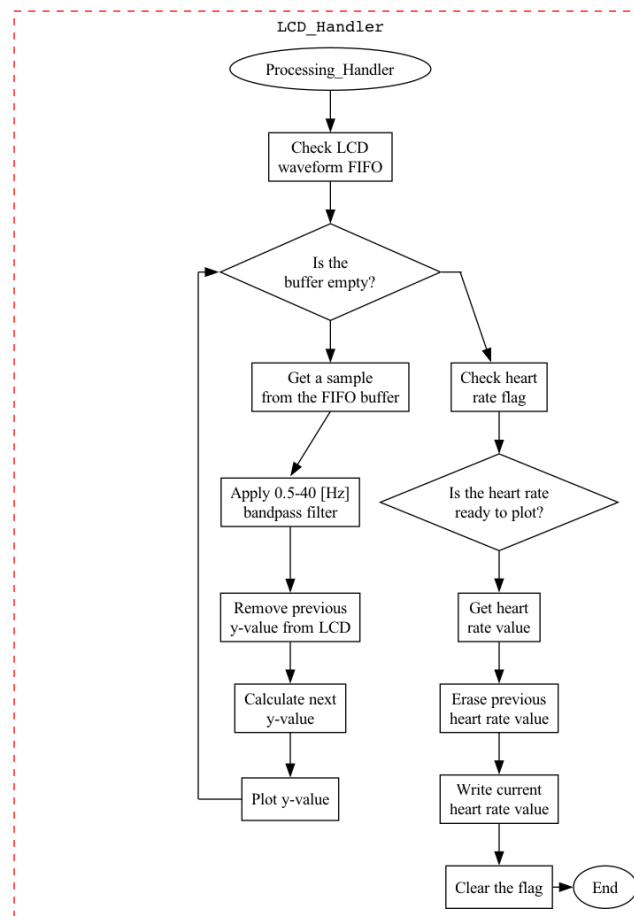 LCD_Handler
Processing_Handler
Check LCD
waveform FIFO
Is the
buffer empty?
Get a sample
from the FIFO buffer
Apply 0.5-40 [Hz]
bandpass filter
Remove previous
y-value from LCD
Calculate next
y-value
Plot y-value
Check heart
rate flag
Is the heart rate
ready to plot?
Get heart
rate value
Erase previous
heart rate value
Write current
heart rate value
Clear the flag
End